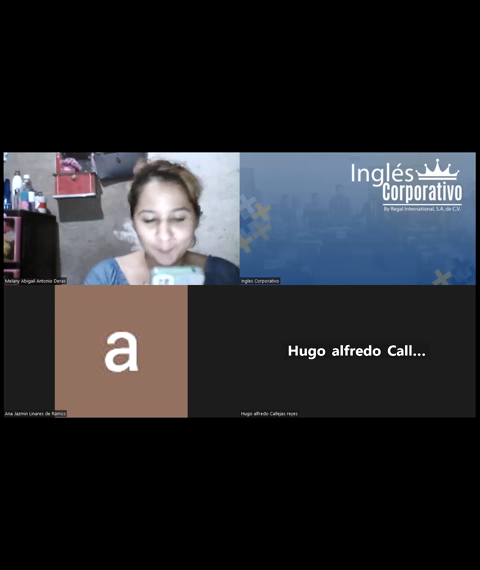 Inglés
Corporativo
By Regal International, S.A. de C.V.
Melany Abigail Antonio Deras
Inglés Corporativo
a
Hugo alfredo Call...
Ana Jazmin Linares de Ramos
Hugo alfredo Callejas reyes